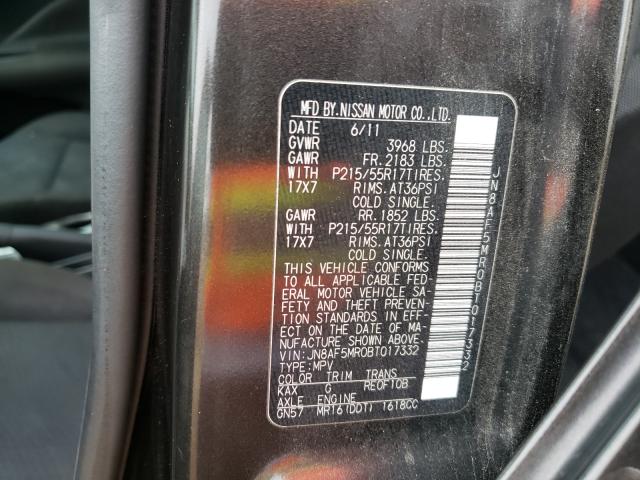 MFD BY.NISSAN MOTOR CO.,LTD.
DATE 6/11
GVWR 3968 LBS.
GAWR FR. 2183 LBS.
WITH P215/55R17TIRES.
17X7 RIMS. AT36PSI
COLD SINGLE.
GAWR RR. 1852 LBS.
WITH P215/55R17TIRES.
17X7 RIMS. AT36PSI
COLD SINGLE.
THIS VEHICLE CONFORMS
TO ALL APPLICABLE FED-
ERAL MOTOR VEHICLE SA-
FETY AND THEFT PREVEN-
TION STANDARDS IN EFF-
ECT ON THE DATE OF MA-
NUFACTURE SHOWN ABOVE.
VIN: JN8AF5MR0BT017332
TYPE: MPV
COLOR TRIM TRANS
KAX G RE0F10B
AXLE ENGINE
GN57 MR16(DDT) 1618CC
JN8AF5MR0BT017332